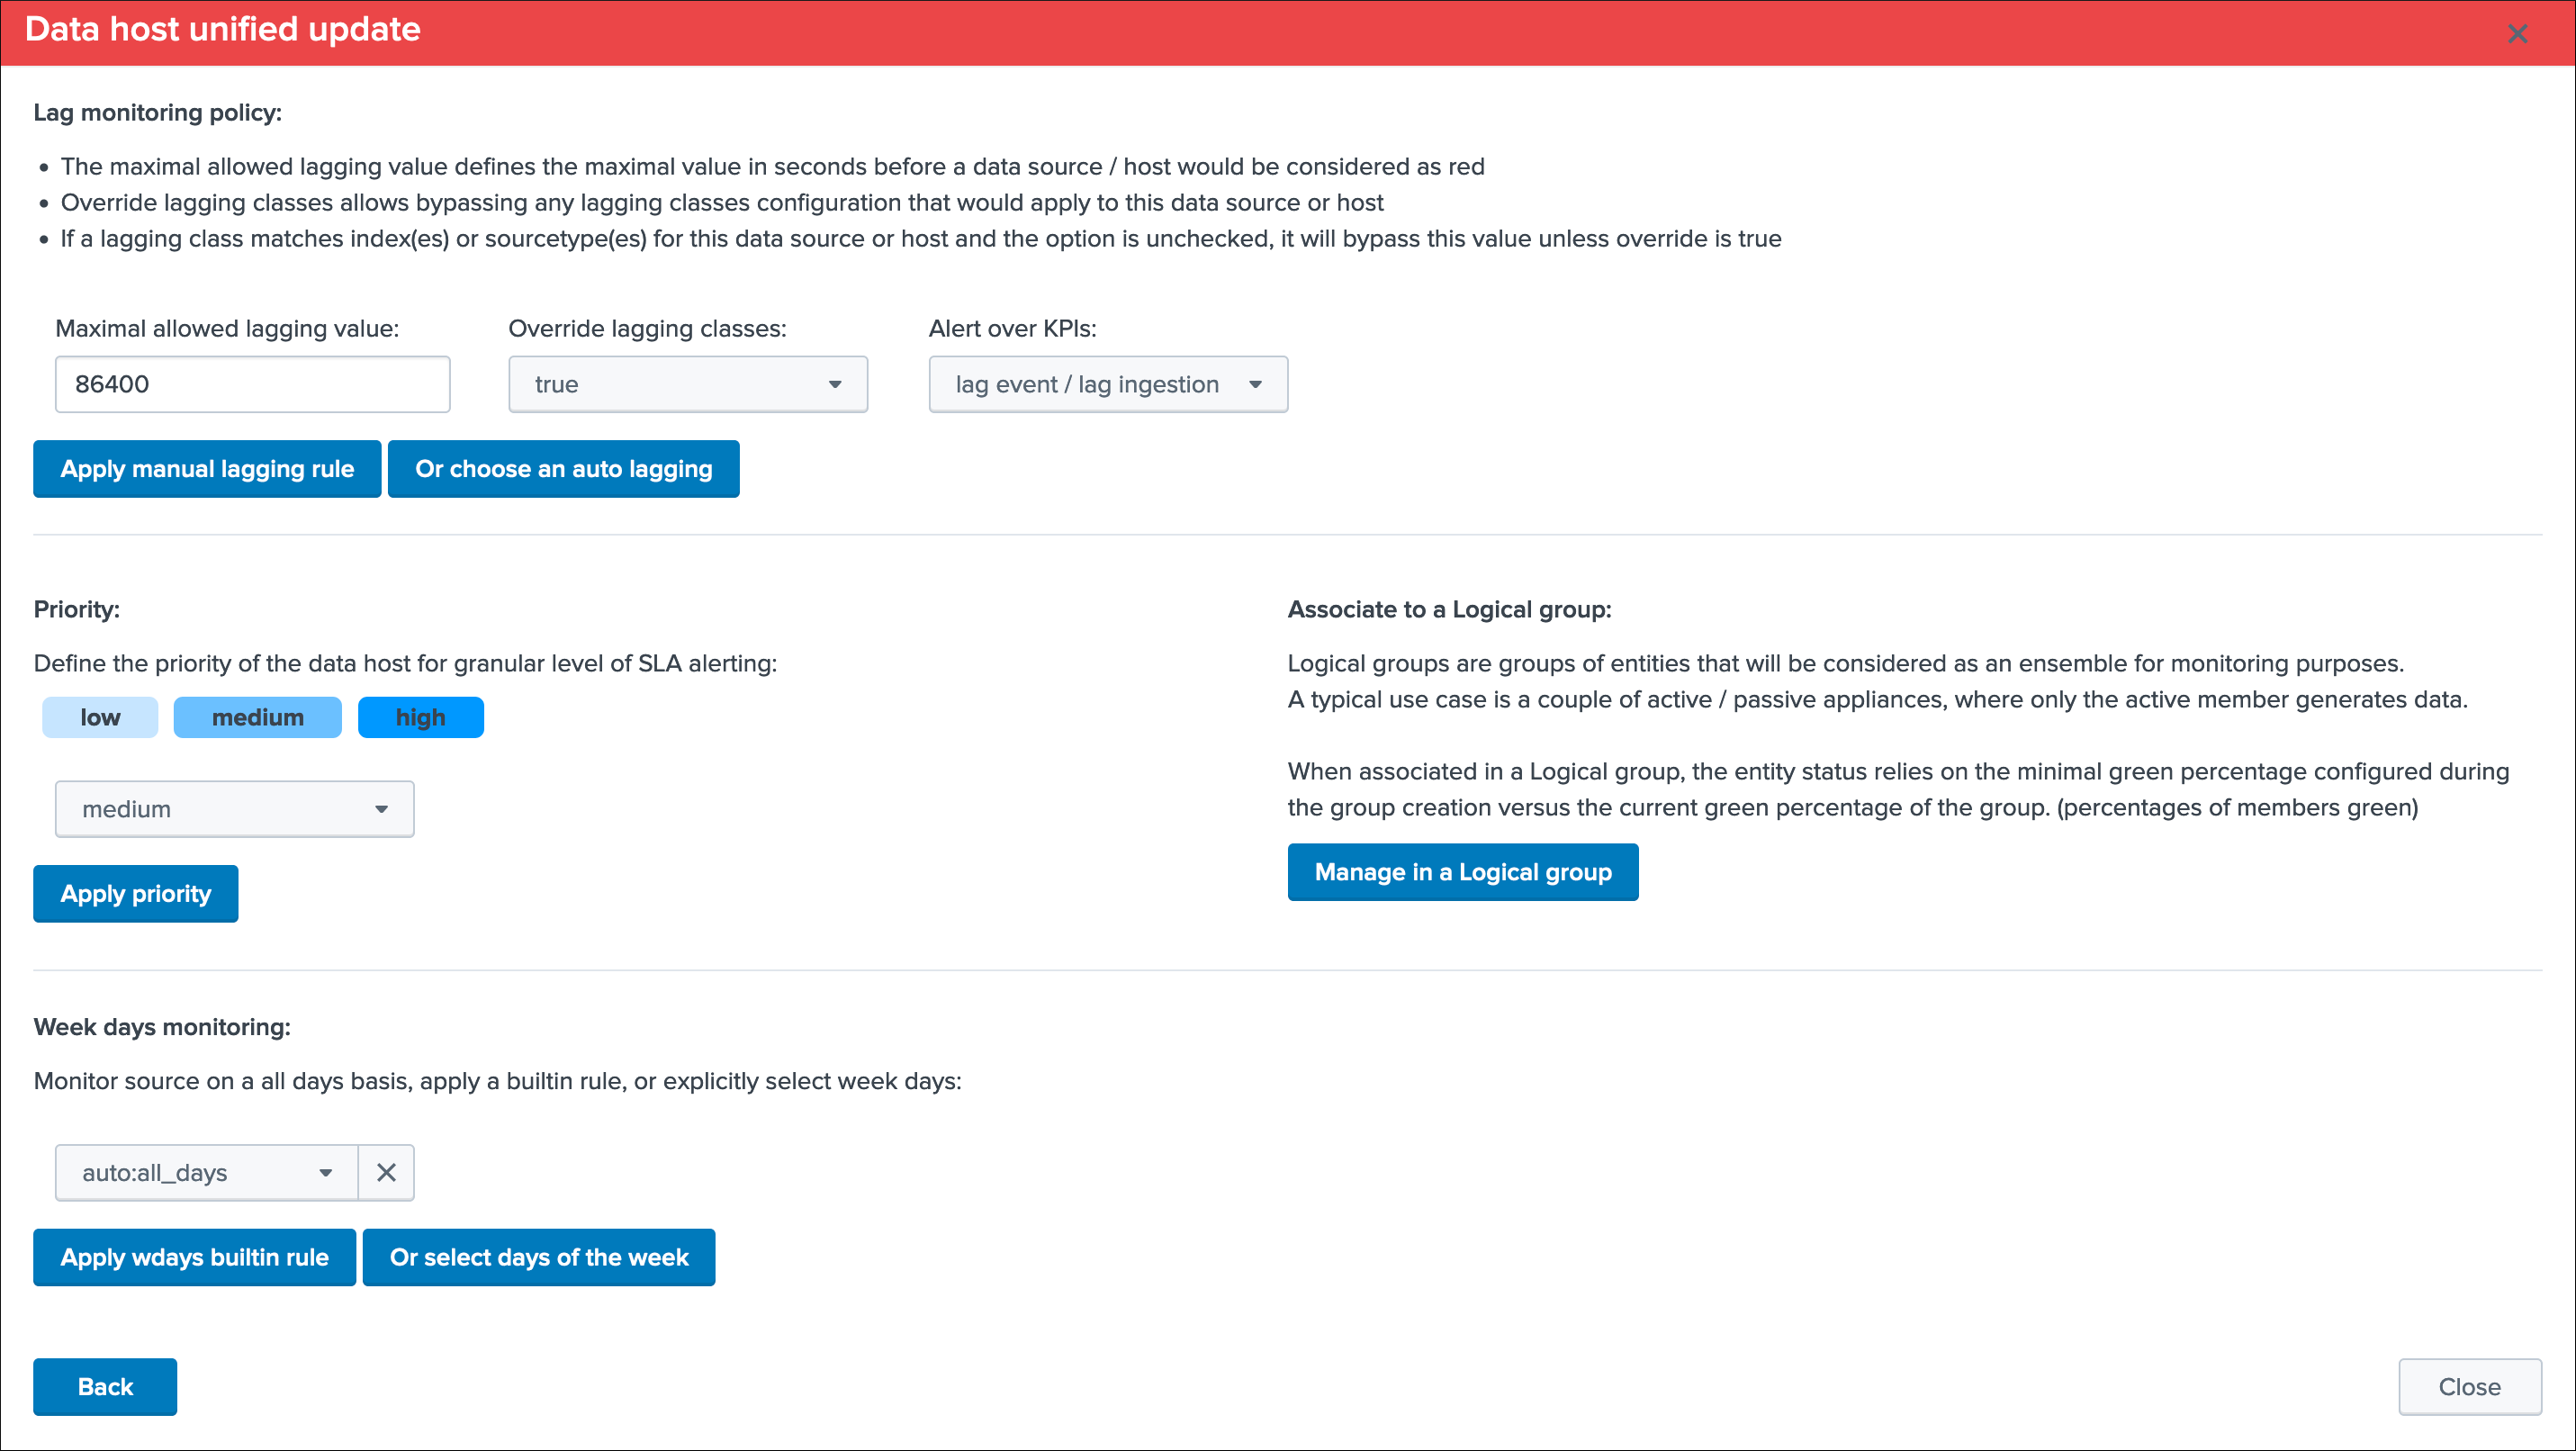 Data host unified update
Lag monitoring policy:
• The maximal allowed lagging value defines the maximal value in seconds before a data source / host would be considered as red
• Override lagging classes allows bypassing any lagging classes configuration that would apply to this data source or host
• If a lagging class matches index(es) or sourcetype(es) for this data source or host and the option is unchecked, it will bypass this value unless override is true
Maximal allowed lagging value:
86400
Override lagging classes:
true
Alert over KPIs:
lag event / lag ingestion
Apply manual lagging rule
Or choose an auto lagging
Priority:
Define the priority of the data host for granular level of SLA alerting:
low
medium
high
medium
Apply priority
Associate to a Logical group:
Logical groups are groups of entities that will be considered as an ensemble for monitoring purposes.
A typical use case is a couple of active / passive appliances, where only the active member generates data.
When associated in a Logical group, the entity status relies on the minimal green percentage configured during
the group creation versus the current green percentage of the group. (percentages of members green)
Manage in a Logical group
Week days monitoring:
Monitor source on a all days basis, apply a builtin rule, or explicitly select week days:
auto:all_days
Apply wdays builtin rule
Or select days of the week
Back
Close